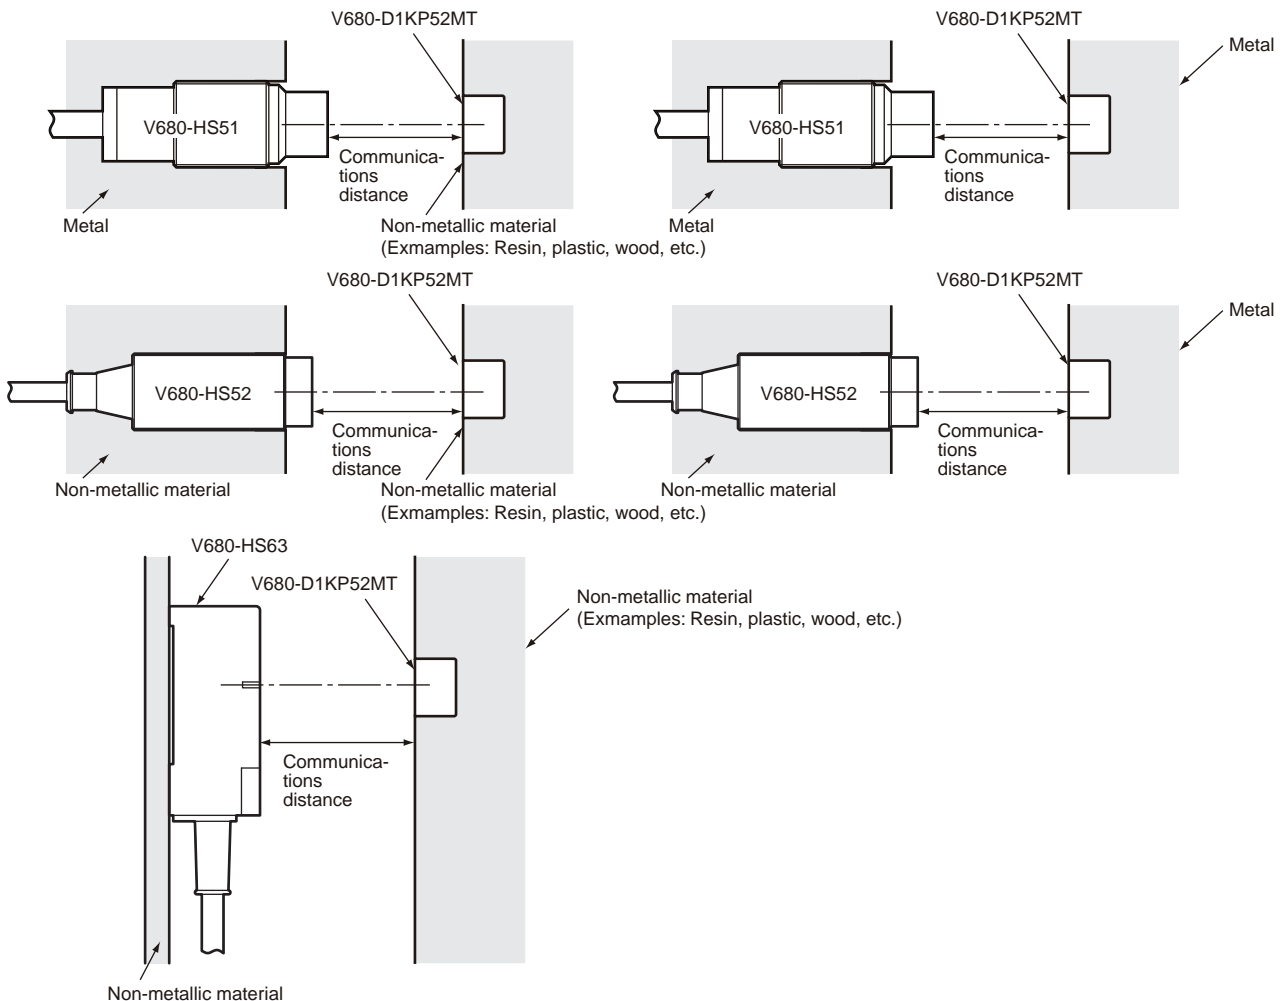 V680-D1KP52MT
V680-HS51
Communica-
tions
distance
Metal
Non-metallic material
(Exmamples: Resin, plastic, wood, etc.)
V680-D1KP52MT
Metal
V680-HS51
Communica-
tions
distance
Metal
V680-D1KP52MT
V680-HS52
Communica-
tions
distance
Non-metallic material
Non-metallic material
(Exmamples: Resin, plastic, wood, etc.)
V680-D1KP52MT
Metal
V680-HS52
Communica-
tions
distance
Non-metallic material
V680-HS63
V680-D1KP52MT
Non-metallic material
(Exmamples: Resin, plastic, wood, etc.)
Communica-
tions
distance
Non-metallic material